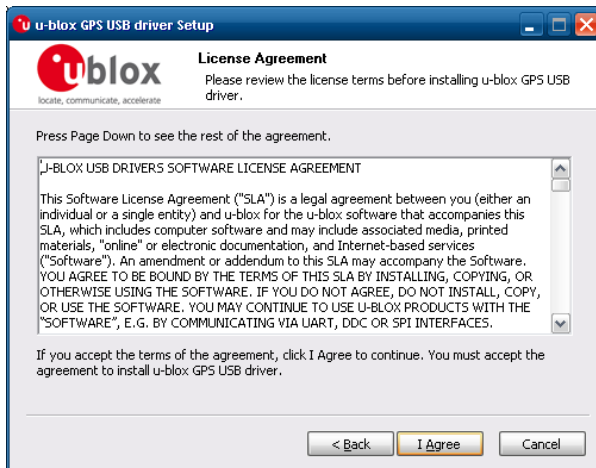 u-blox GPS USB driver Setup
ublox
locate, communicate, accelerate
License Agreement
Please review the license terms before installing u-blox GPS USB
driver.
Press Page Down to see the rest of the agreement.
U-BLOX USB DRIVERS SOFTWARE LICENSE AGREEMENT
This Software License Agreement ("SLA") is a legal agreement between you (either an
individual or a single entity) and u-blox for the u-blox software that accompanies this
SLA, which includes computer software and may include associated media, printed
materials, "online" or electronic documentation, and Internet-based services
("Software"). An amendment or addendum to this SLA may accompany the Software.
YOU AGREE TO BE BOUND BY THE TERMS OF THIS SLA BY INSTALLING, COPYING, OR
OTHERWISE USING THE SOFTWARE. IF YOU DO NOT AGREE, DO NOT INSTALL, COPY,
OR USE THE SOFTWARE. YOU MAY CONTINUE TO USE U-BLOX PRODUCTS WITH THE
"SOFTWARE", E.G. BY COMMUNICATING VIA UART, DDC OR SPI INTERFACES.
If you accept the terms of the agreement, click I Agree to continue. You must accept the
agreement to install u-blox GPS USB driver.
< Back
I Agree
Cancel